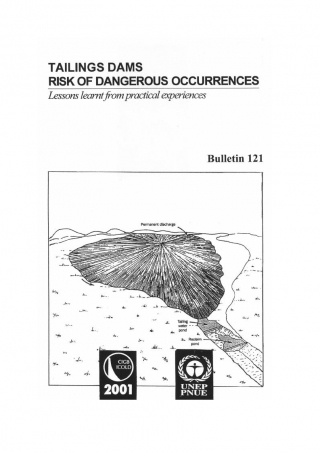 TAILINGS DAMS
RISK OF DANGEROUS OCCURRENCES
Lessons learnt from practical experiences
Bulletin 121
Permanent discharge
Tailing
water
pond
Reclaim
pond
CIGB
ICOLD
2001
UNEP
PNUE